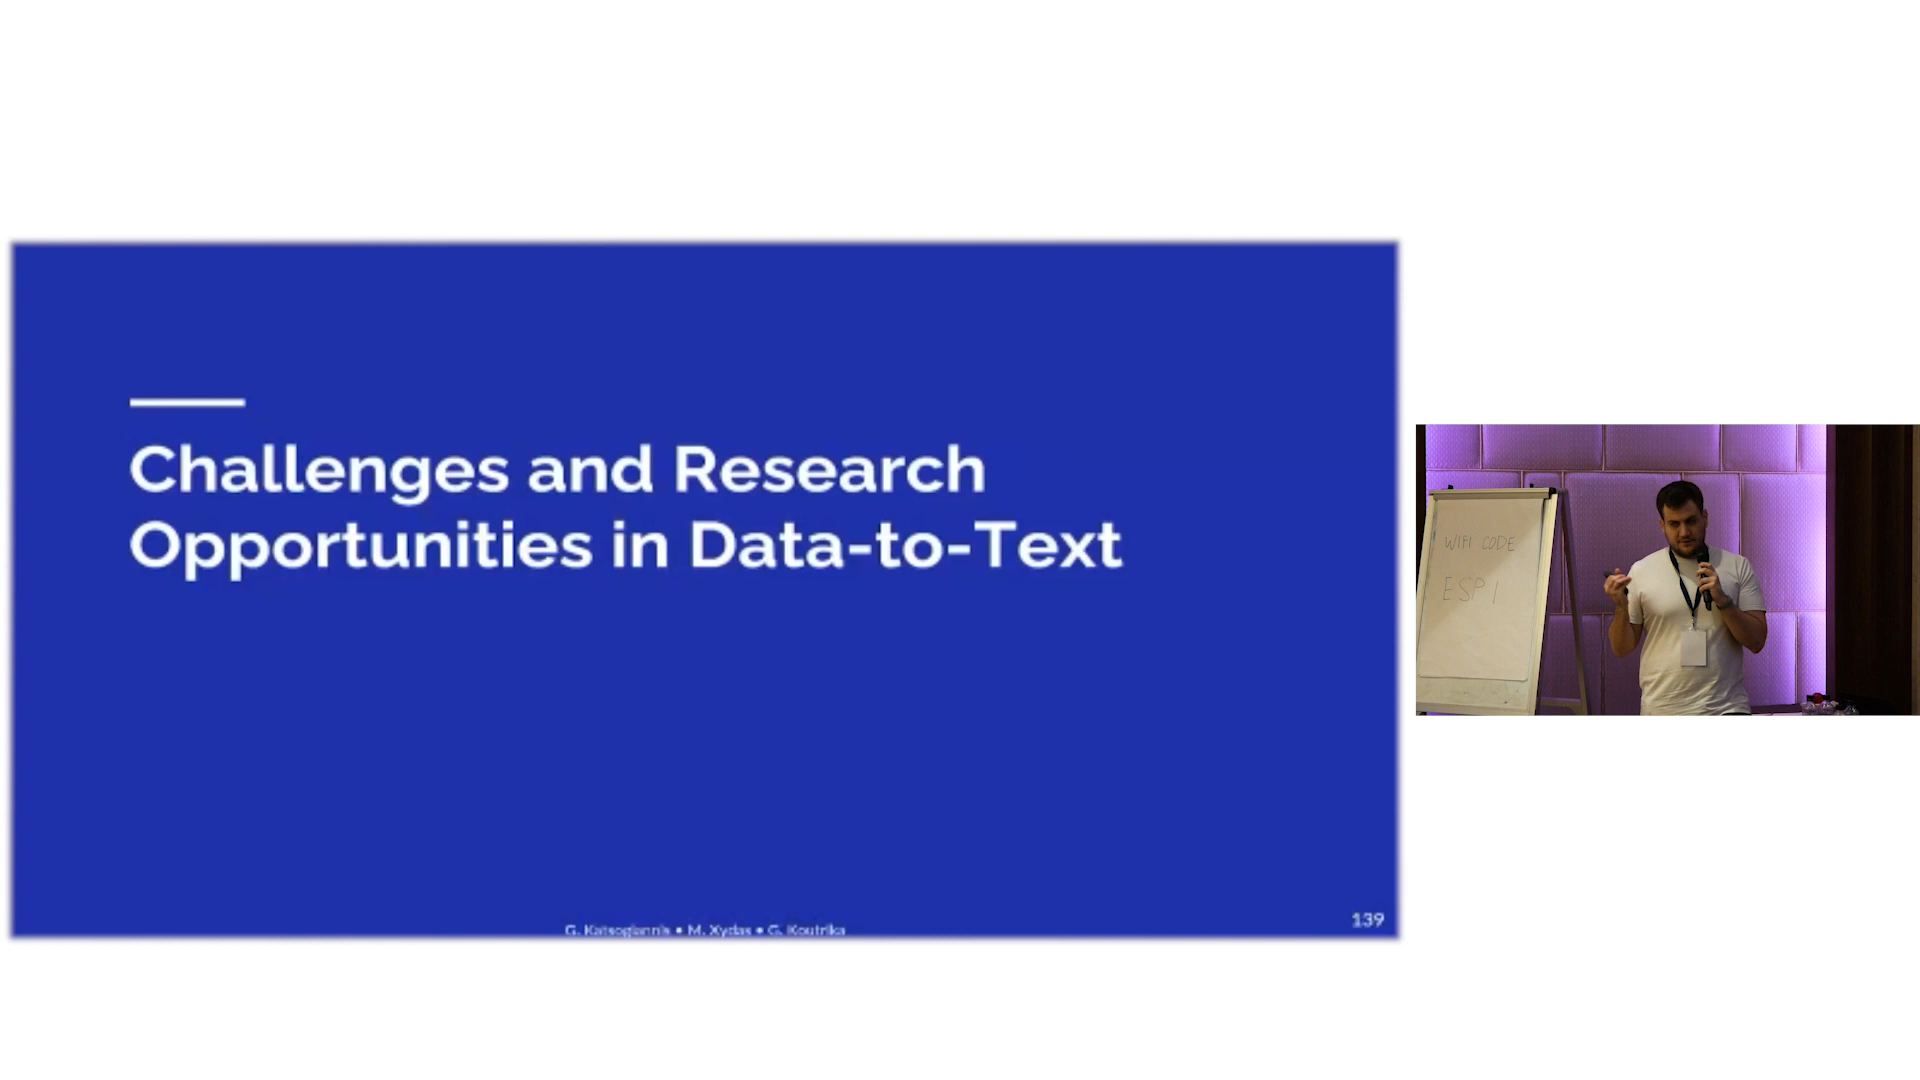 Challenges and Research
Opportunities in Data-to-Text
G. Katsogiannis • M. Xydas • G. Koutrika
139
WIFI CODE
ESP1